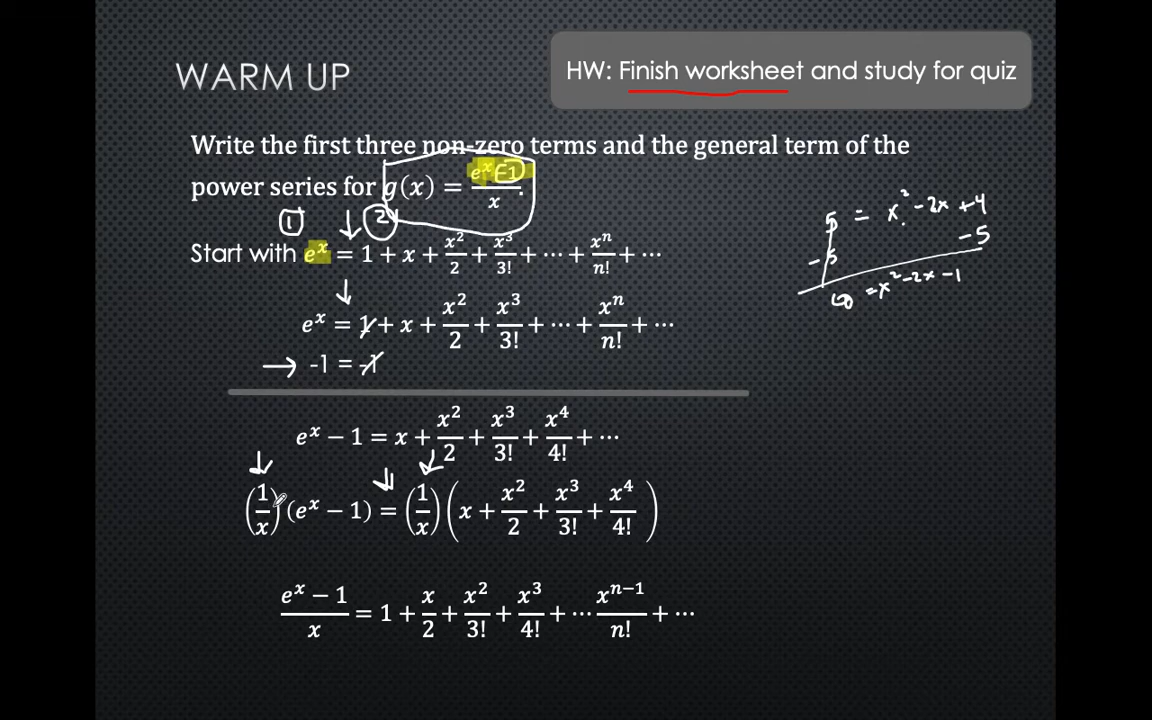 WARM UP
HW: Finish worksheet and study for quiz
Write the first three non-zero terms and the general term of the
power series for g(x) = (e^x − 1)/x.
1 2
Start with e^x = 1 + x + x^2/2 + x^3/3! + ⋯ + x^n/n! + ⋯
e^x = 1 + x + x^2/2 + x^3/3! + ⋯ + x^n/n! + ⋯
→ -1 = -1
e^x − 1 = x + x^2/2 + x^3/3! + x^4/4! + ⋯
(1/x)(e^x − 1) = (1/x)(x + x^2/2 + x^3/3! + x^4/4!)
(e^x − 1)/x = 1 + x/2 + x^2/3! + x^3/4! + ⋯ x^(n−1)/n! + ⋯
5 = x^2 - 2x + 4
- 5 - 5
0 = x^2 - 2x - 1